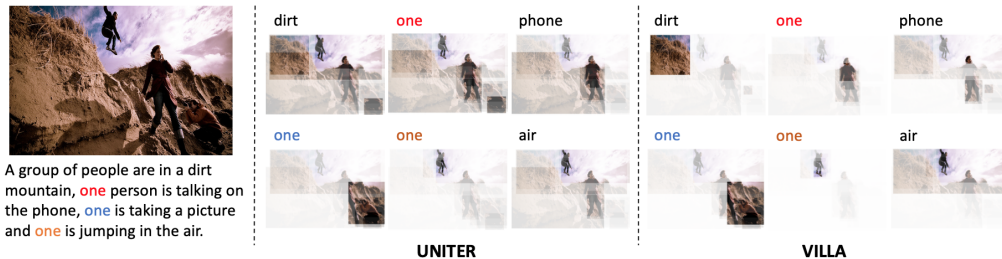 A group of people are in a dirt
mountain, one person is talking on
the phone, one is taking a picture
and one is jumping in the air.
dirt one phone
one one air
UNITER
dirt one phone
one one air
VILLA